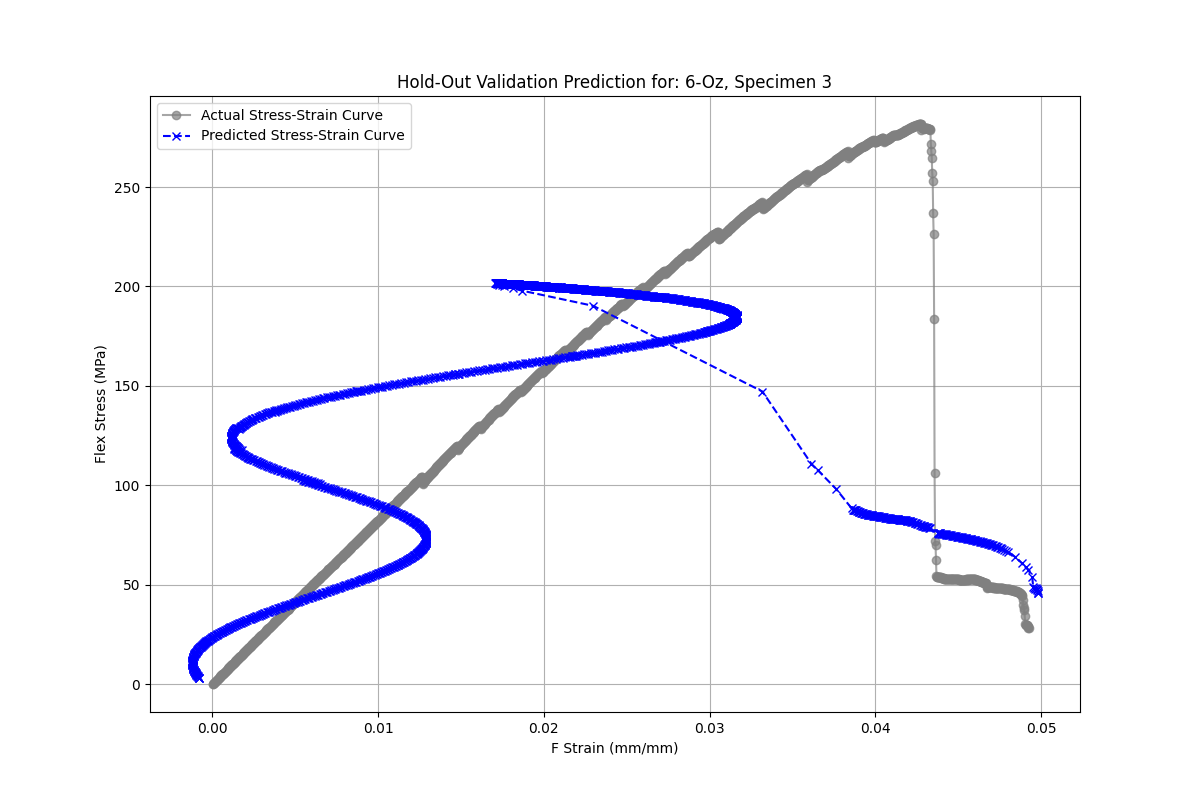 Hold-Out Validation Prediction for: 6-Oz, Specimen 3
Actual Stress-Strain Curve
Predicted Stress-Strain Curve
250
200
150
100
50
0
Flex Stress (MPa)
0.00 0.01 0.02 0.03 0.04 0.05
F Strain (mm/mm)